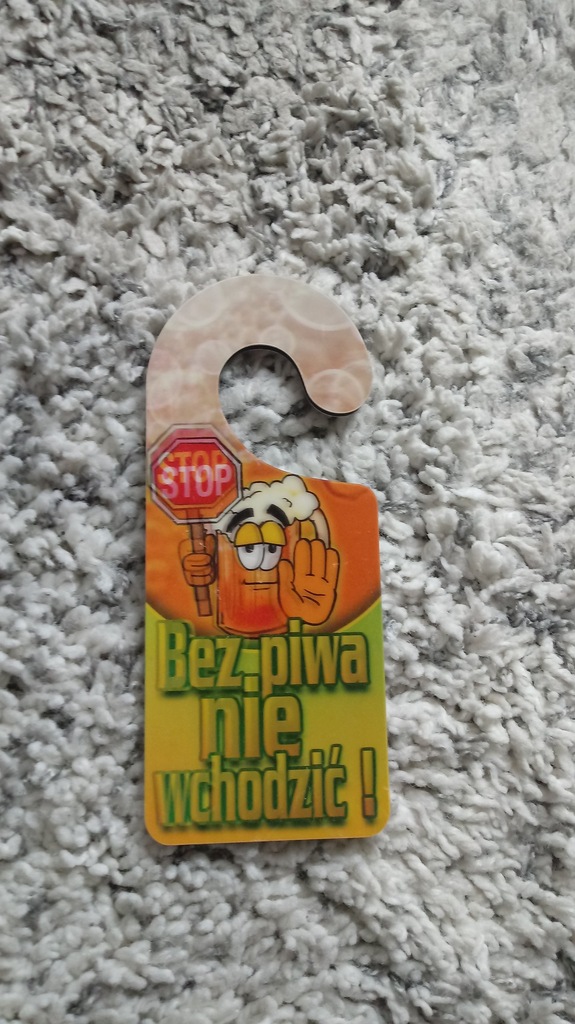 STOP
Bez piwa
nie
wchodzić !